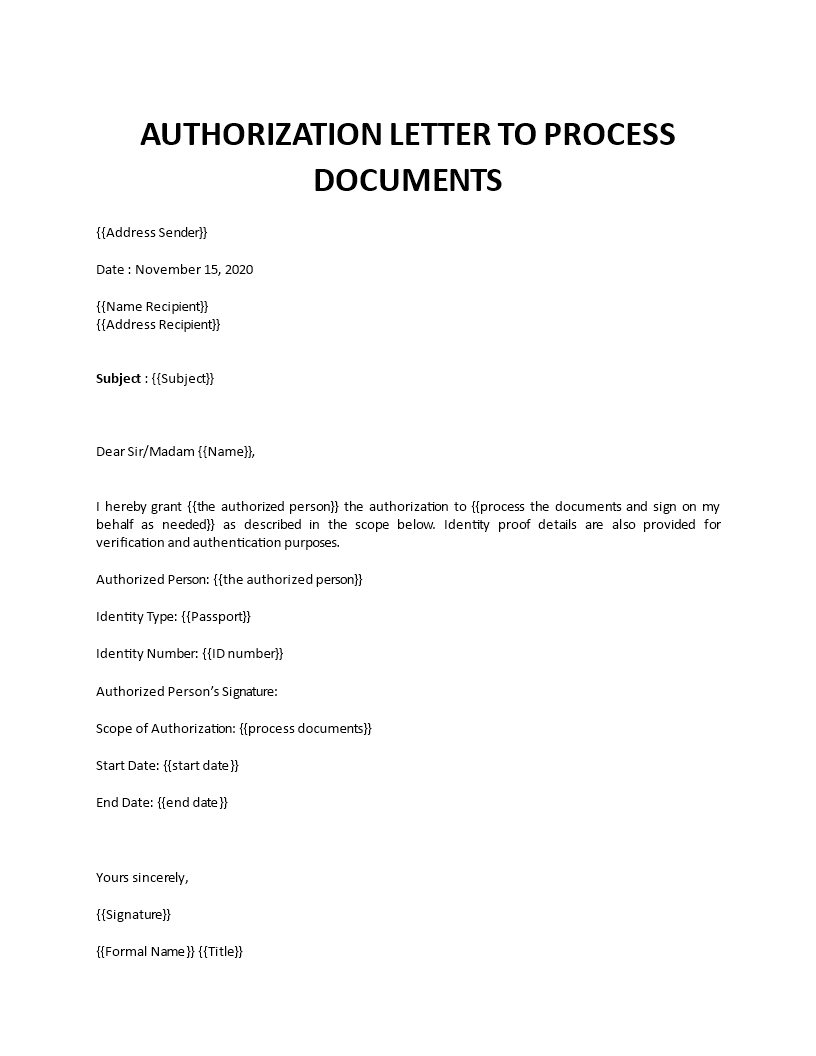 AUTHORIZATION LETTER TO PROCESS
DOCUMENTS
{{Address Sender}}
Date : November 15, 2020
{{Name Recipient}}
{{Address Recipient}}
Subject : {{Subject}}
Dear Sir/Madam {{Name}},
I hereby grant {{the authorized person}} the authorization to {{process the documents and sign on my
behalf as needed}} as described in the scope below. Identity proof details are also provided for
verification and authentication purposes.
Authorized Person: {{the authorized person}}
Identity Type: {{Passport}}
Identity Number: {{ID number}}
Authorized Person’s Signature:
Scope of Authorization: {{process documents}}
Start Date: {{start date}}
End Date: {{end date}}
Yours sincerely,
{{Signature}}
{{Formal Name}} {{Title}}